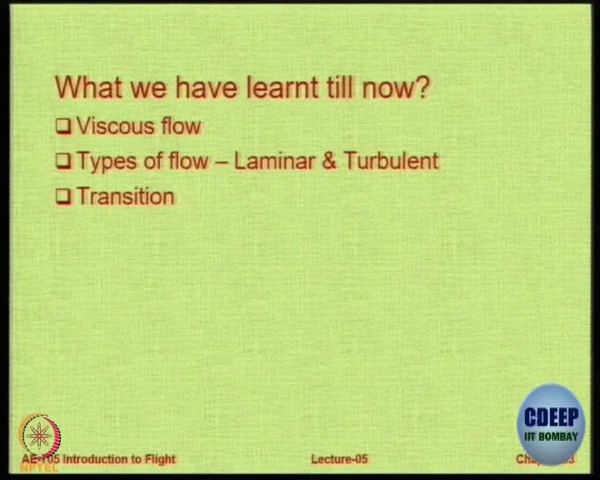 What we have learnt till now?
❑ Viscous flow
❑ Types of flow – Laminar & Turbulent
❑ Transition
CDEEP
IIT BOMBAY
AE-705 Introduction to Flight
Lecture-05
NPTEL